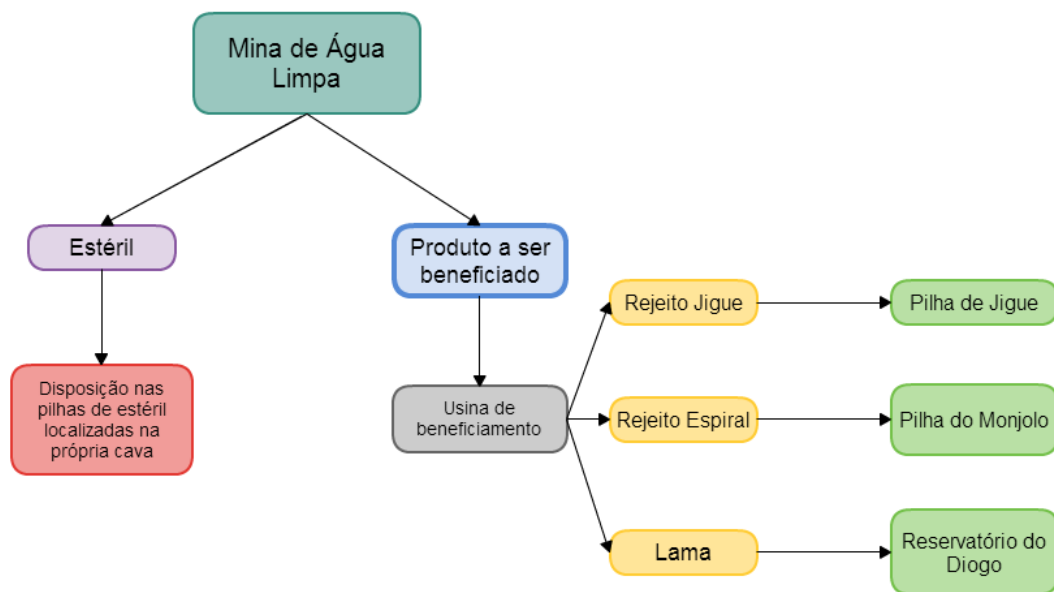 Mina de Água
Limpa
Estéril
Produto a ser
beneficiado
Disposição nas
pilhas de estéril
localizadas na
própria cava
Usina de
beneficiamento
Rejeito Jigue
Pilha de Jigue
Rejeito Espiral
Pilha do Monjolo
Lama
Reservatório do
Diogo